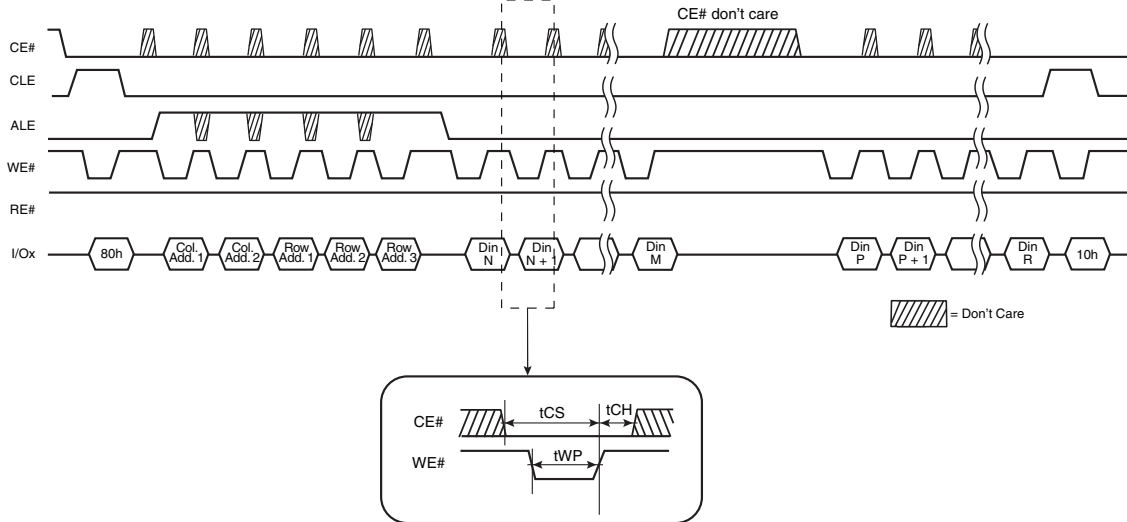 CE# don't care
CE#
CLE
ALE
WE#
RE#
I/Ox
80h
Col.
Add. 1
Col.
Add. 2
Row
Add. 1
Row
Add. 2
Row
Add. 3
Din
N
Din
N + 1
Din
M
Din
P
Din
P + 1
Din
R
10h
= Don't Care
CE#
tCS
tCH
WE#
tWP